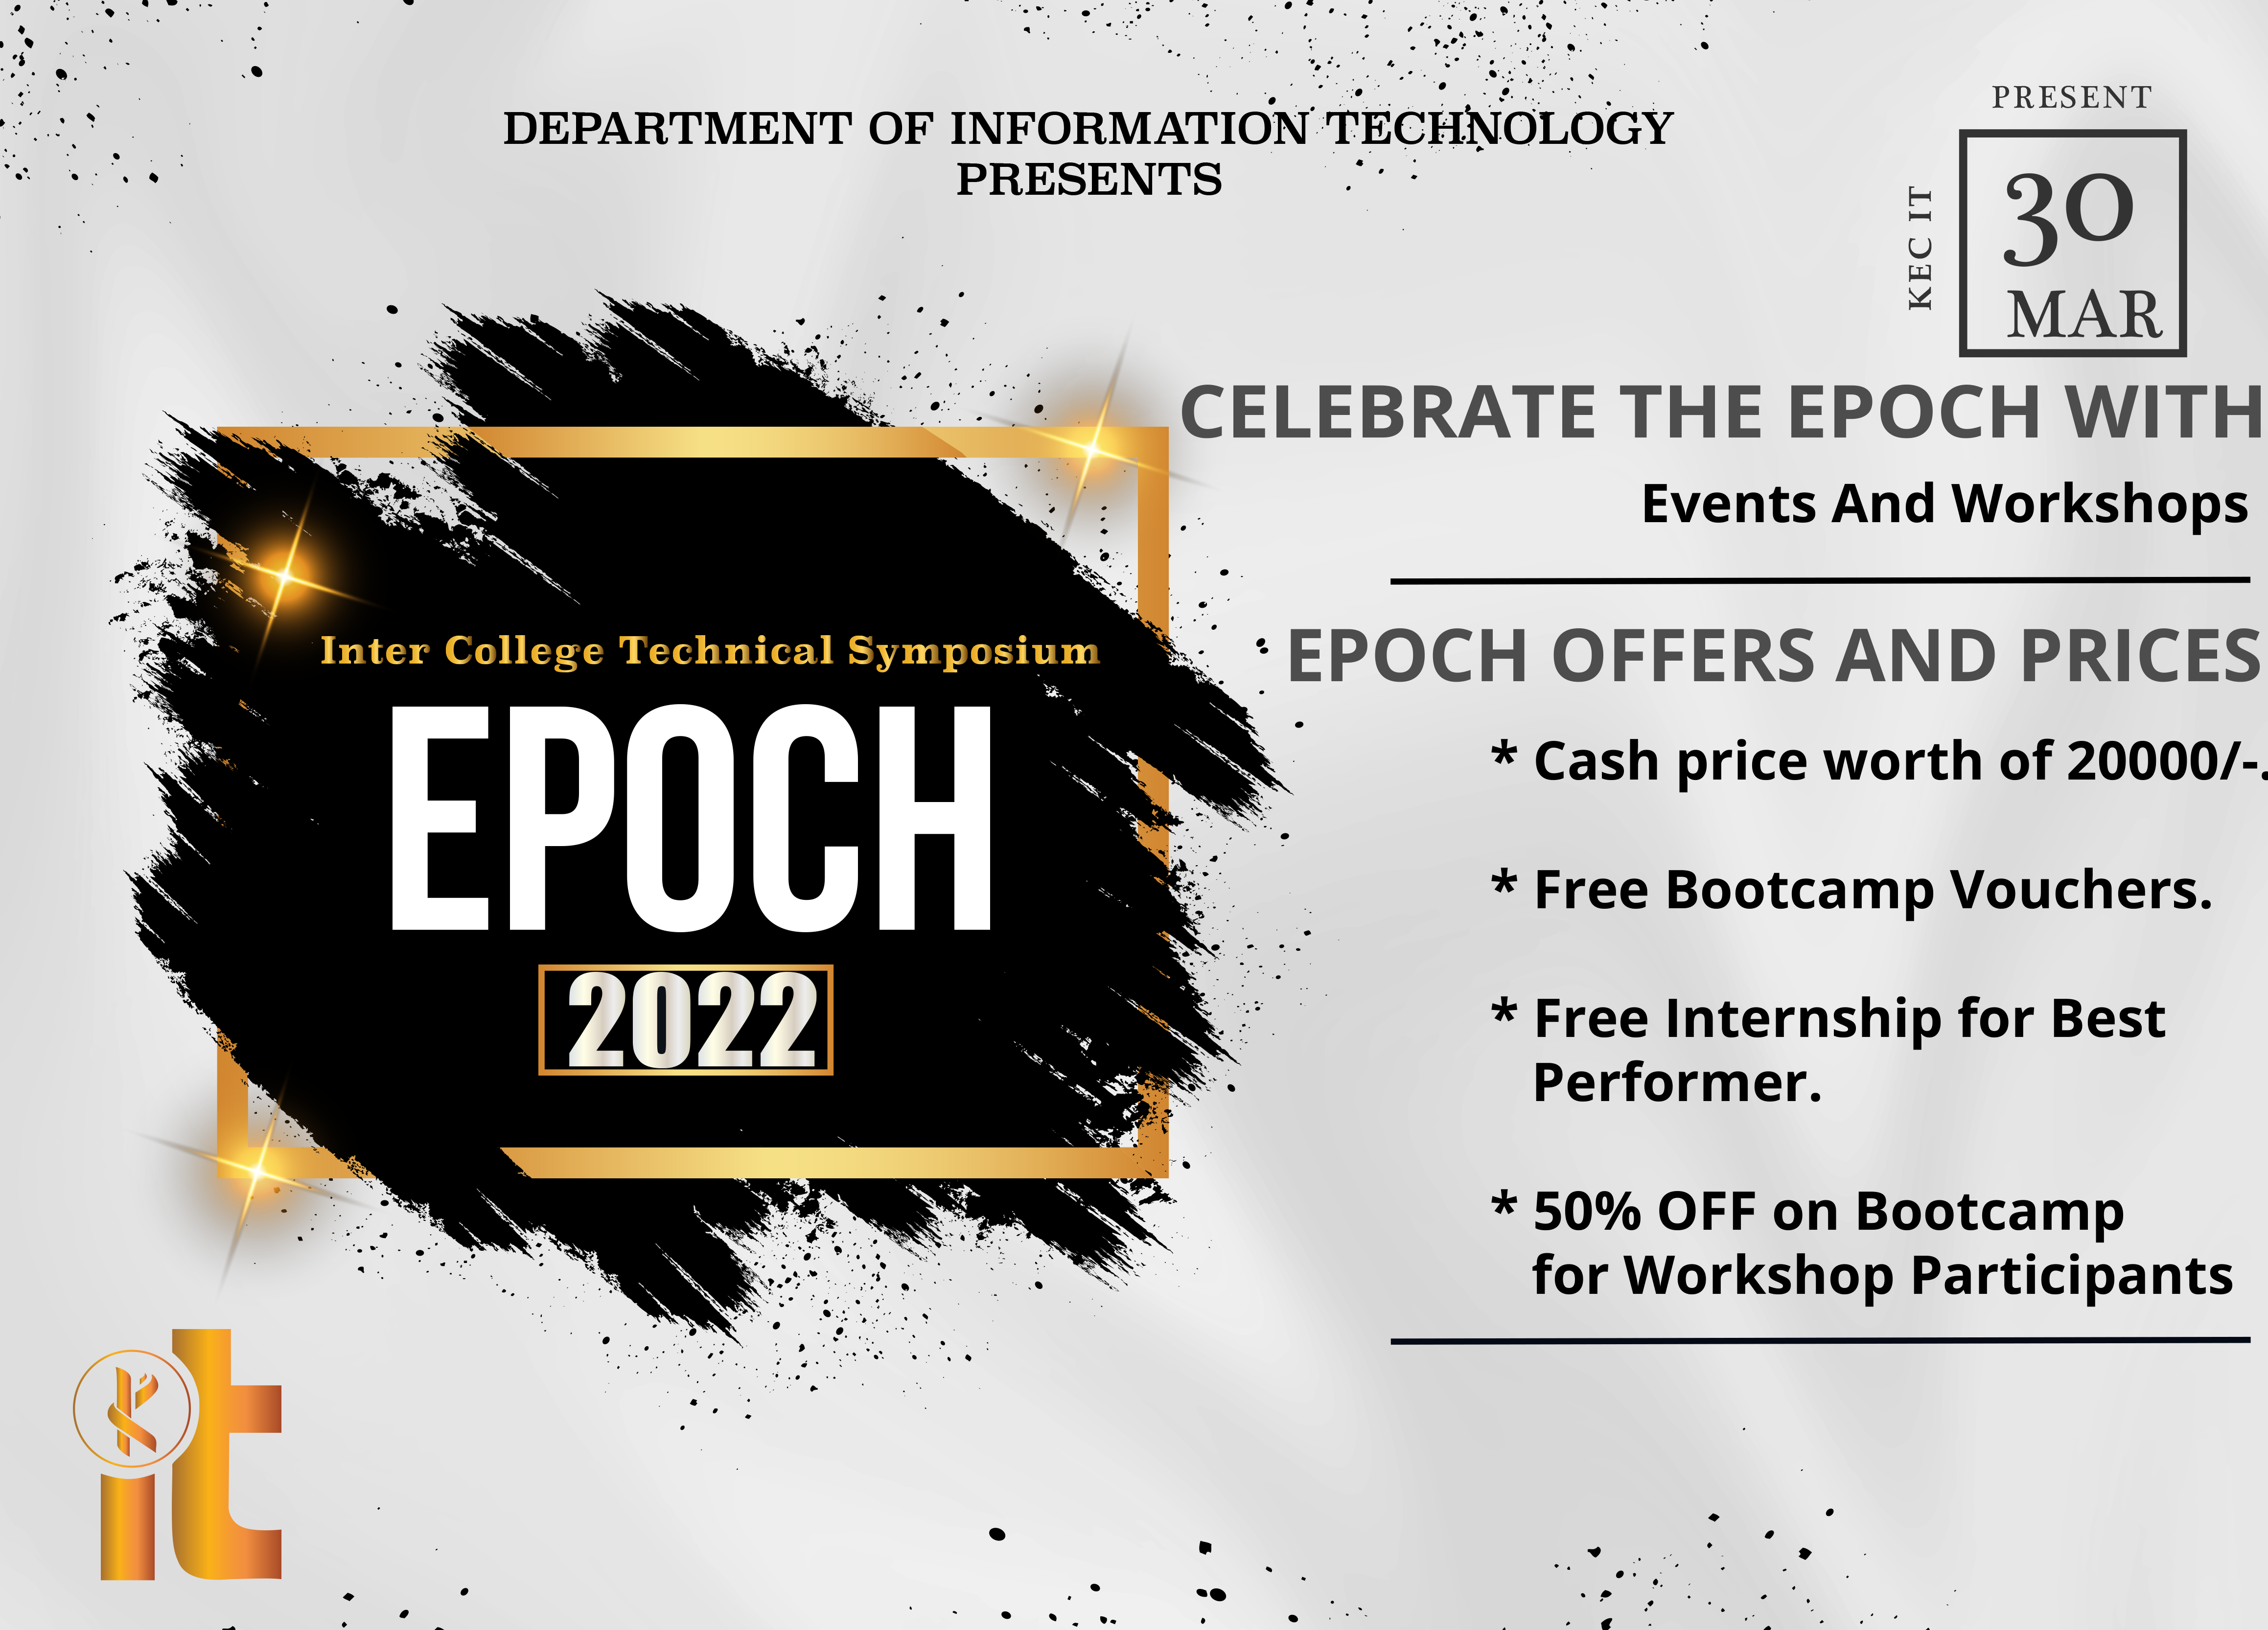 DEPARTMENT OF INFORMATION TECHNOLOGY
PRESENTS
PRESENT
KEC IT
30
MAR
Inter College Technical Symposium
EPOCH
2022
CELEBRATE THE EPOCH WITH
Events And Workshops
EPOCH OFFERS AND PRICES
* Cash price worth of 20000/-.
* Free Bootcamp Vouchers.
* Free Internship for Best
Performer.
* 50% OFF on Bootcamp
for Workshop Participants
it